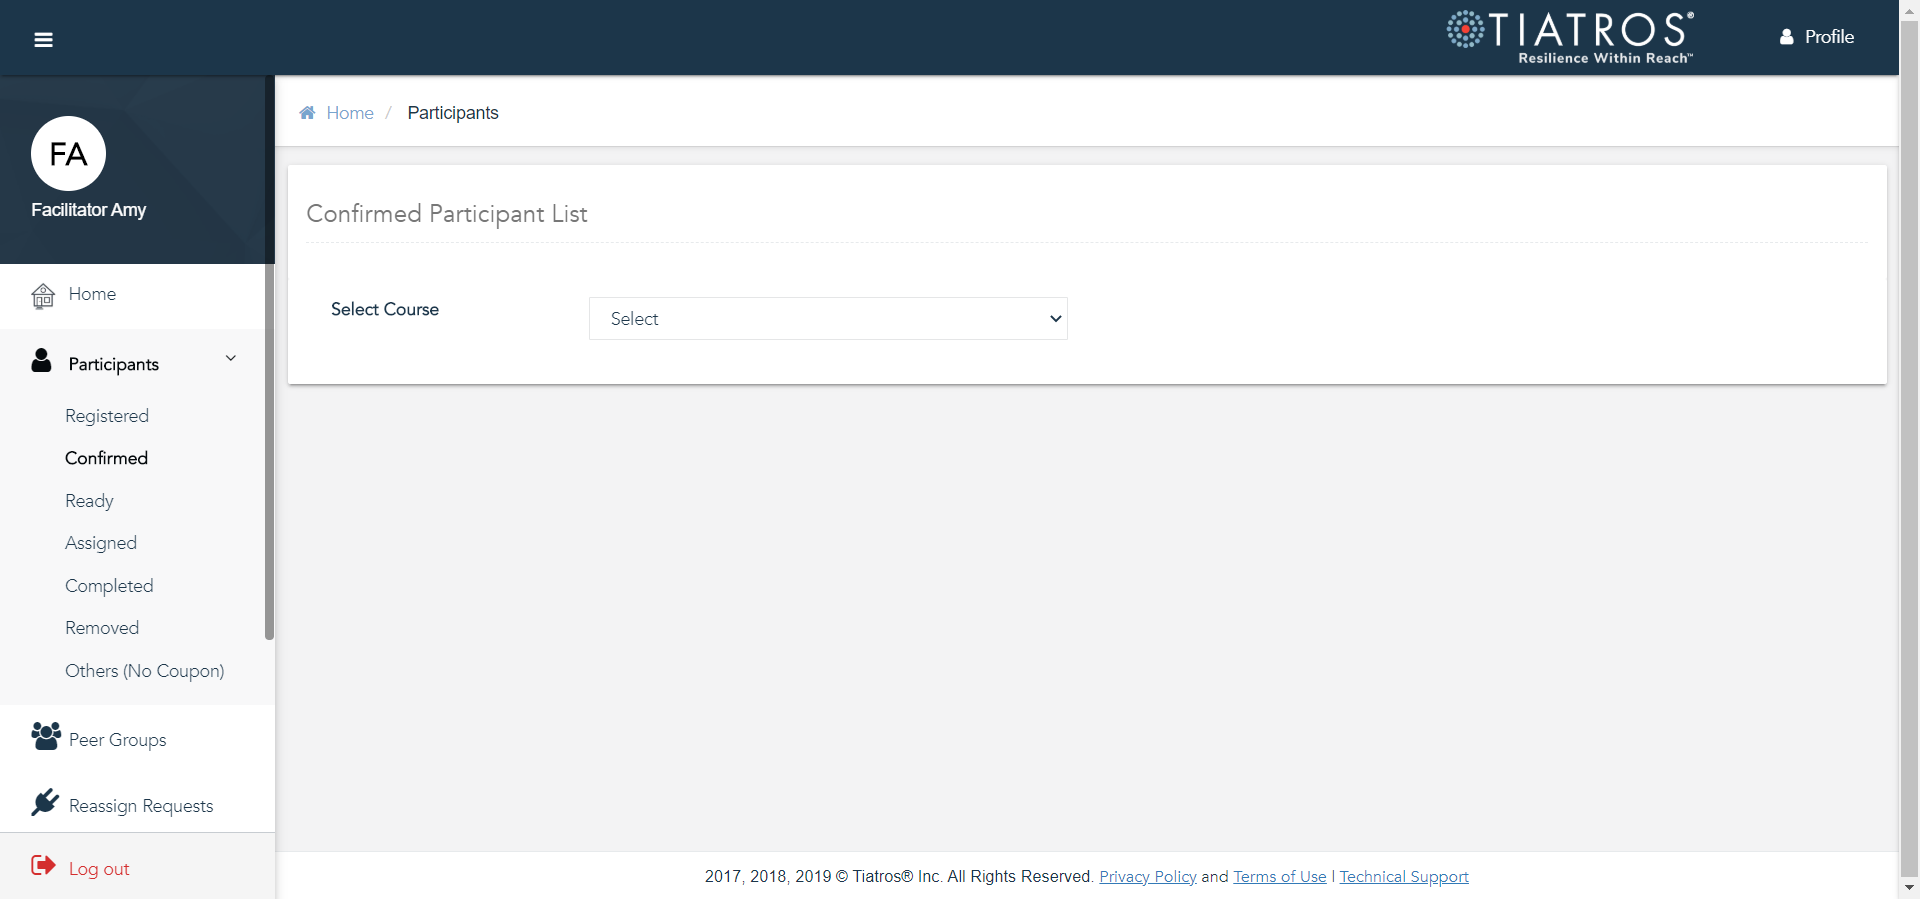 TIATROS®
Resilience Within Reach™
Profile
FA
Facilitator Amy
Home / Participants
Confirmed Participant List
Select Course
Select
Home
Participants
Registered
Confirmed
Ready
Assigned
Completed
Removed
Others (No Coupon)
Peer Groups
Reassign Requests
Log out
2017, 2018, 2019 © Tiatros® Inc. All Rights Reserved. Privacy Policy and Terms of Use | Technical Support